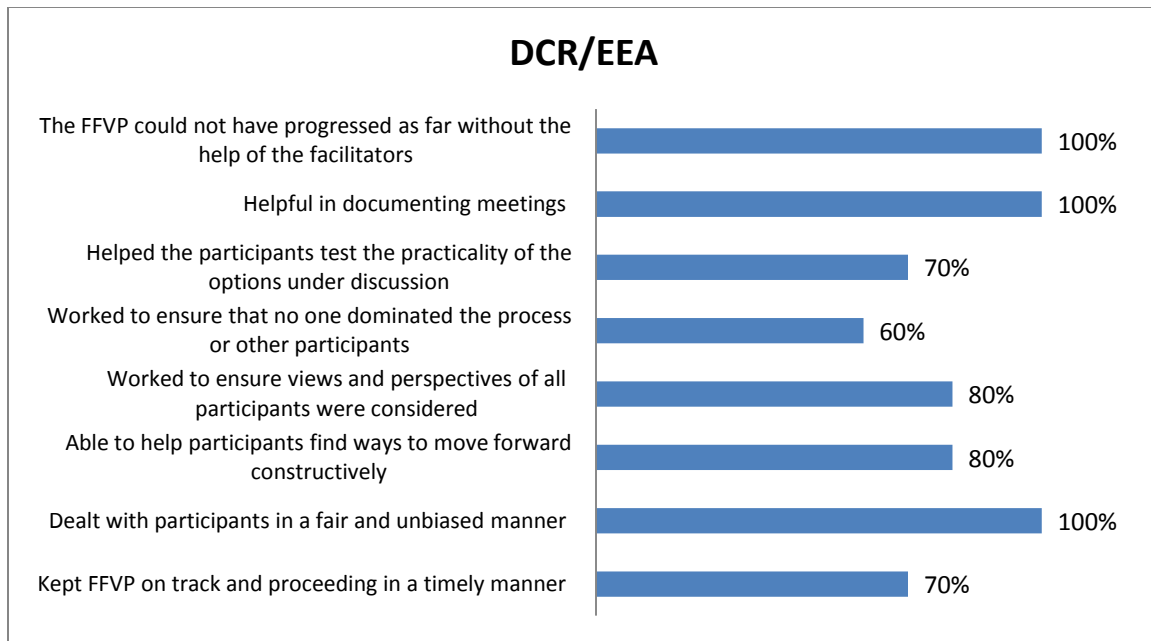 DCR/EEA
The FFVP could not have progressed as far without the
help of the facilitators
100%
Helpful in documenting meetings
100%
Helped the participants test the practicality of the
options under discussion
70%
Worked to ensure that no one dominated the process
or other participants
60%
Worked to ensure views and perspectives of all
participants were considered
80%
Able to help participants find ways to move forward
constructively
80%
Dealt with participants in a fair and unbiased manner
100%
Kept FFVP on track and proceeding in a timely manner
70%